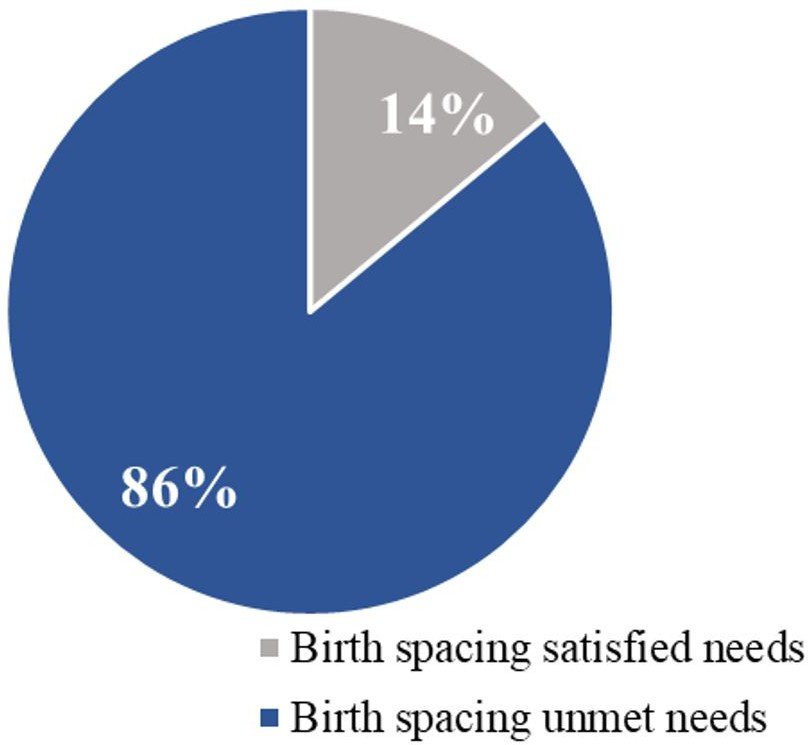 14%
86%
Birth spacing satisfied needs
Birth spacing unmet needs